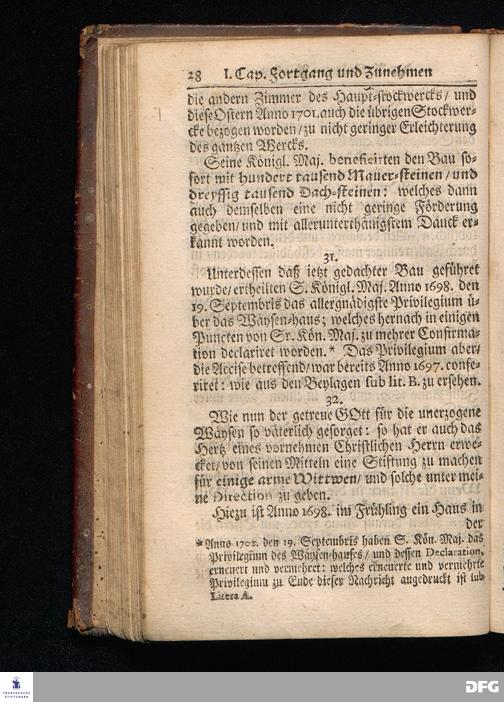 28 I. Cap. Fortgang und Zunehmen
die andern Zimmer des Haupt-stockwercks/ und
diese Ostern Anno 1701. auch die übrigen Stockwer-
cke bezogen worden/ zu nicht geringer Erleichterung
des gantzen Wercks.
Seine Königl. Maj. beneficirten den Bau so-
fort mit hundert tausend Mauer-steinen/ und
dreyssig tausend Dach-steinen: welches dann
auch demselben eine nicht geringe Förderung
gegeben/ und mit allerunterthänigstem Danck er-
kannt worden.
31.
Unterdessen daß ietzt gedachter Bau geführet
wurde/ ertheilten S. Königl. Maj. Anno 1698. den
19. Septembris das allergnädigste Privilegium ü-
ber das Wäysen-haus; welches hernach in einigen
Puncten von Sr. Kön. Maj. zu mehrer Confirma-
tion declariret worden.* Das Privilegium aber/
die Accise betreffend/ war bereits Anno 1697. confe-
riret: wie aus den Beylagen sub lit. B. zu ersehen.
32.
Wie nun der getreue GOtt für die unerzogene
Wäysen so väterlich gesorget: so hat er auch das
Hertz eines vornehmen Christlichen Herrn erwe-
cket/ von seinen Mitteln eine Stiftung zu machen
für einige arme Wittwen/ und solche unter mei-
ne Direction zu geben.
Hiezu ist Anno 1698. im Frühling ein Haus in
der
* Anno 1702. den 19. Septembris haben S. Kön. Maj. das
Privilegium des Wäysen-hauses/ und dessen Declaration,
erneuert und vermehret: welches erneuerte und vermehrte
Privilegium zu Ende dieser Nachricht angedruckt ist sub
Litera A.
FRANCKESCHE
STIFTUNGEN
DFG